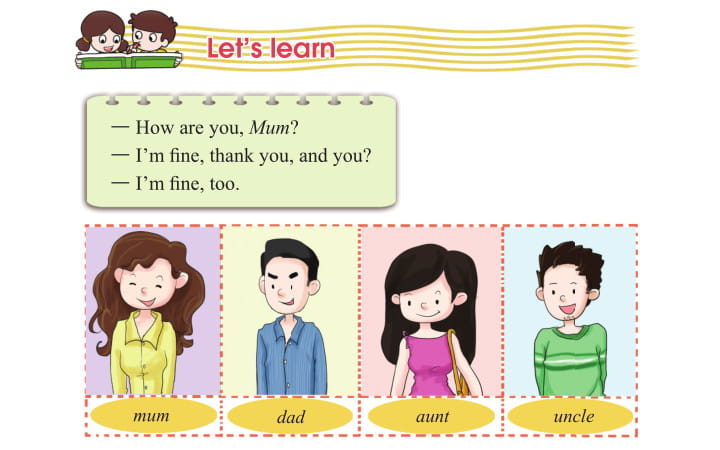 Let's learn
— How are you, Mum?
— I'm fine, thank you, and you?
— I'm fine, too.
mum
dad
aunt
uncle